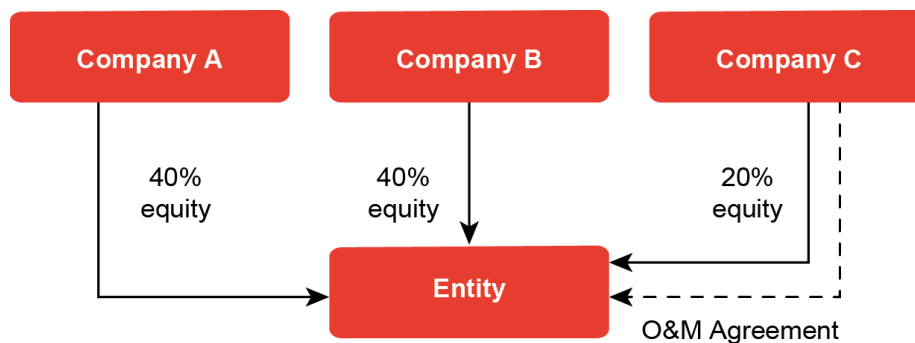 Company A
Company B
Company C
40%
equity
40%
equity
20%
equity
Entity
O&M Agreement